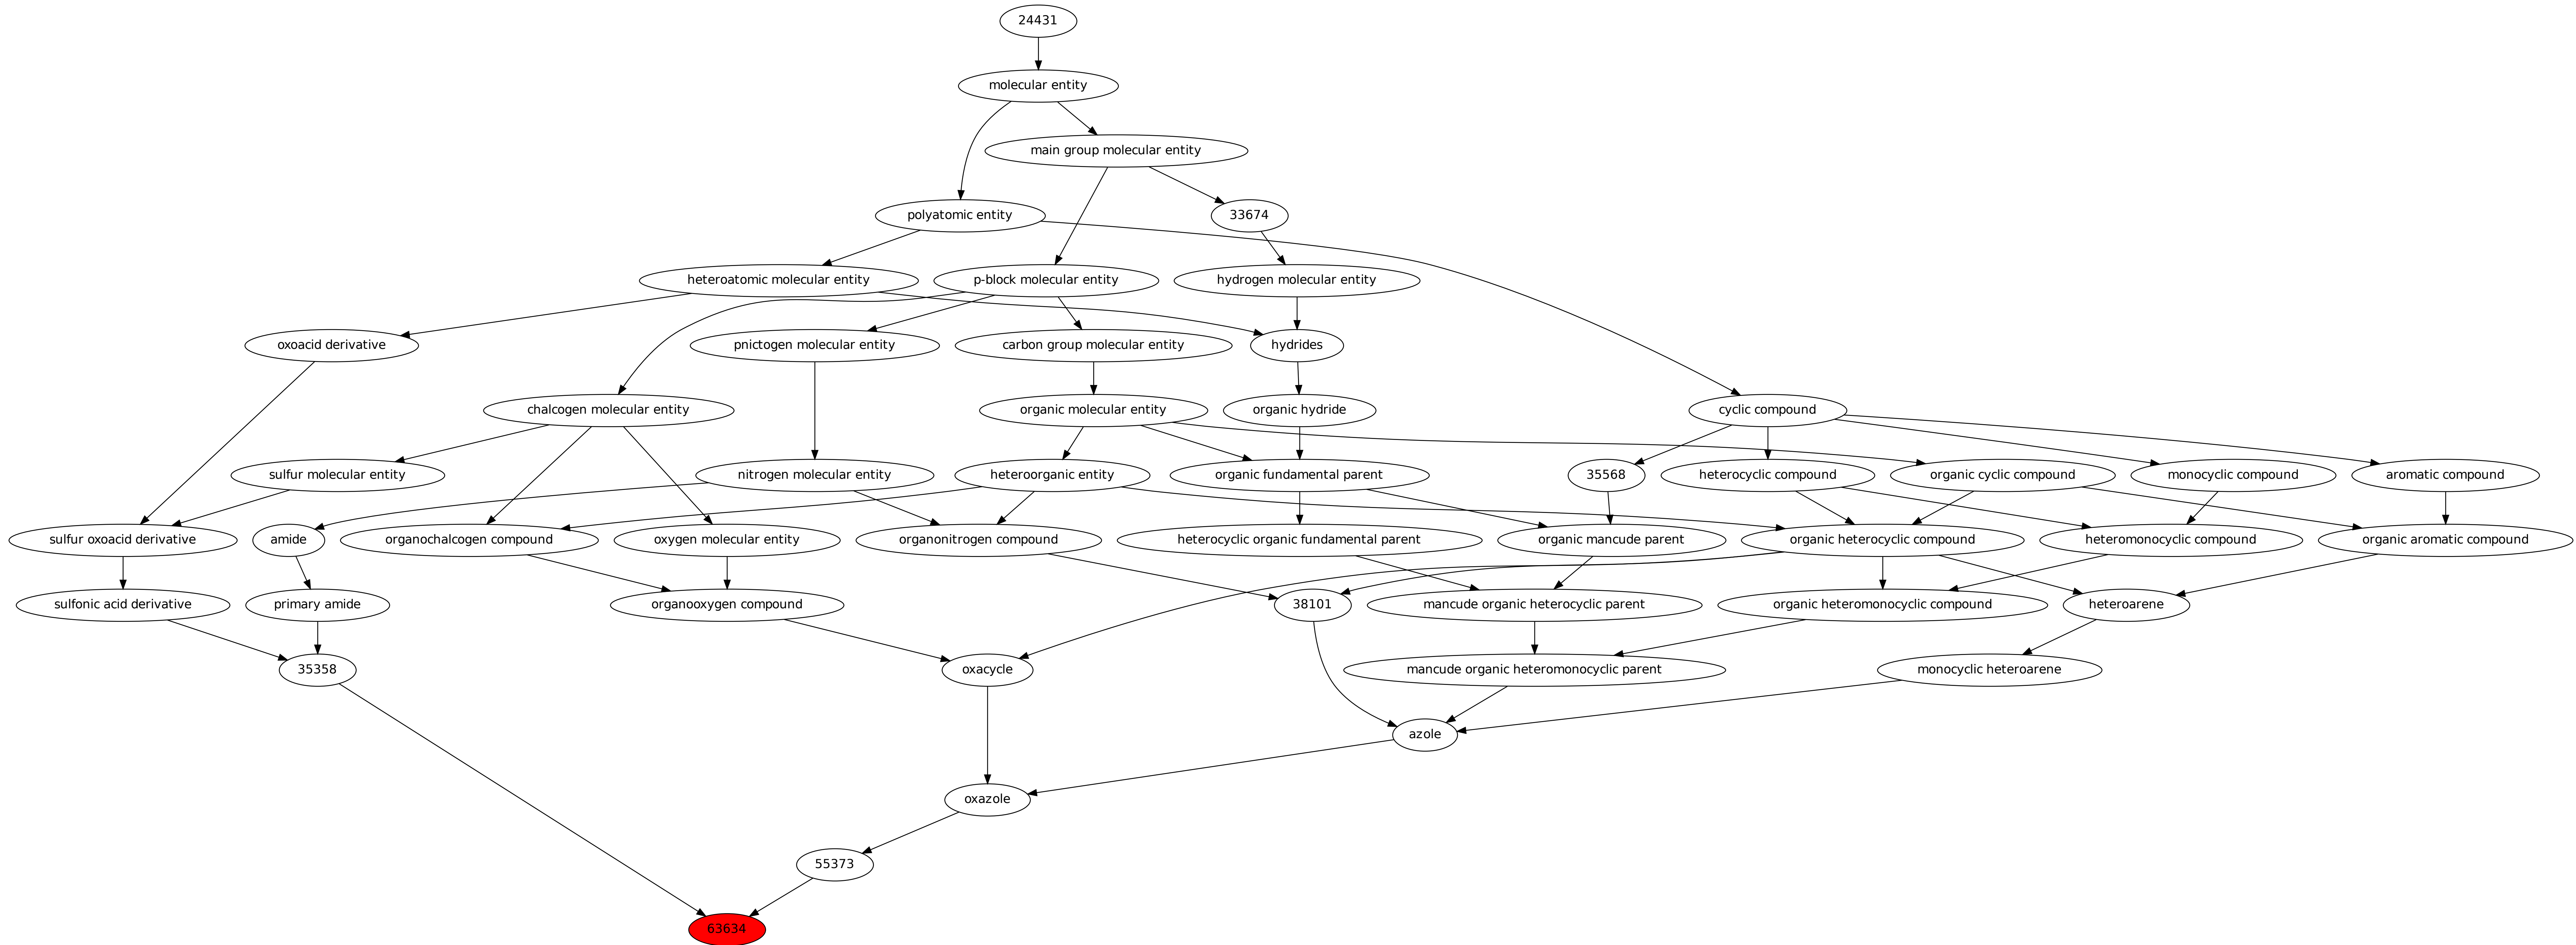 24431
molecular entity
main group molecular entity
polyatomic entity
33674
heteroatomic molecular entity
p-block molecular entity
hydrogen molecular entity
oxoacid derivative
pnictogen molecular entity
carbon group molecular entity
hydrides
chalcogen molecular entity
organic molecular entity
organic hydride
cyclic compound
sulfur molecular entity
nitrogen molecular entity
heteroorganic entity
organic fundamental parent
35568
heterocyclic compound
organic cyclic compound
monocyclic compound
aromatic compound
sulfur oxoacid derivative
amide
organochalcogen compound
oxygen molecular entity
organonitrogen compound
heterocyclic organic fundamental parent
organic mancude parent
organic heterocyclic compound
heteromonocyclic compound
organic aromatic compound
sulfonic acid derivative
primary amide
organooxygen compound
38101
mancude organic heterocyclic parent
organic heteromonocyclic compound
heteroarene
35358
oxacycle
mancude organic heteromonocyclic parent
monocyclic heteroarene
azole
oxazole
55373
63634